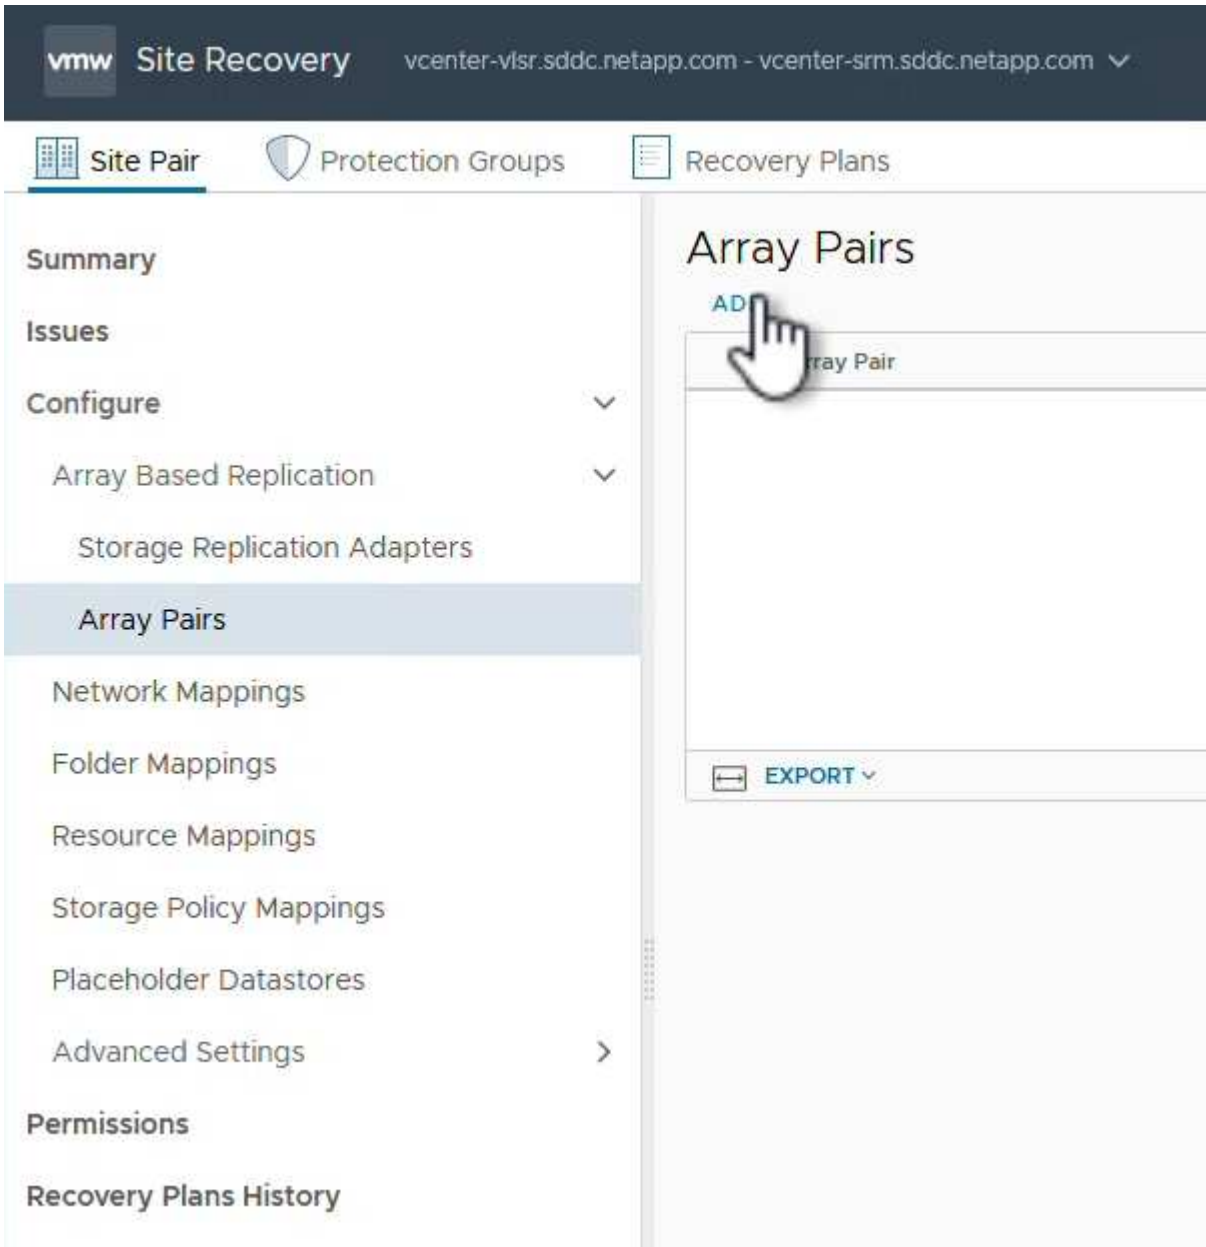 vmw Site Recovery vcenter-vlsr.sddc.netapp.com - vcenter-srm.sddc.netapp.com
Site Pair Protection Groups Recovery Plans
Summary
Issues
Configure
Array Based Replication
Storage Replication Adapters
Array Pairs
Network Mappings
Folder Mappings
Resource Mappings
Storage Policy Mappings
Placeholder Datastores
Advanced Settings
Permissions
Recovery Plans History
Array Pairs
Pair
EXPORT